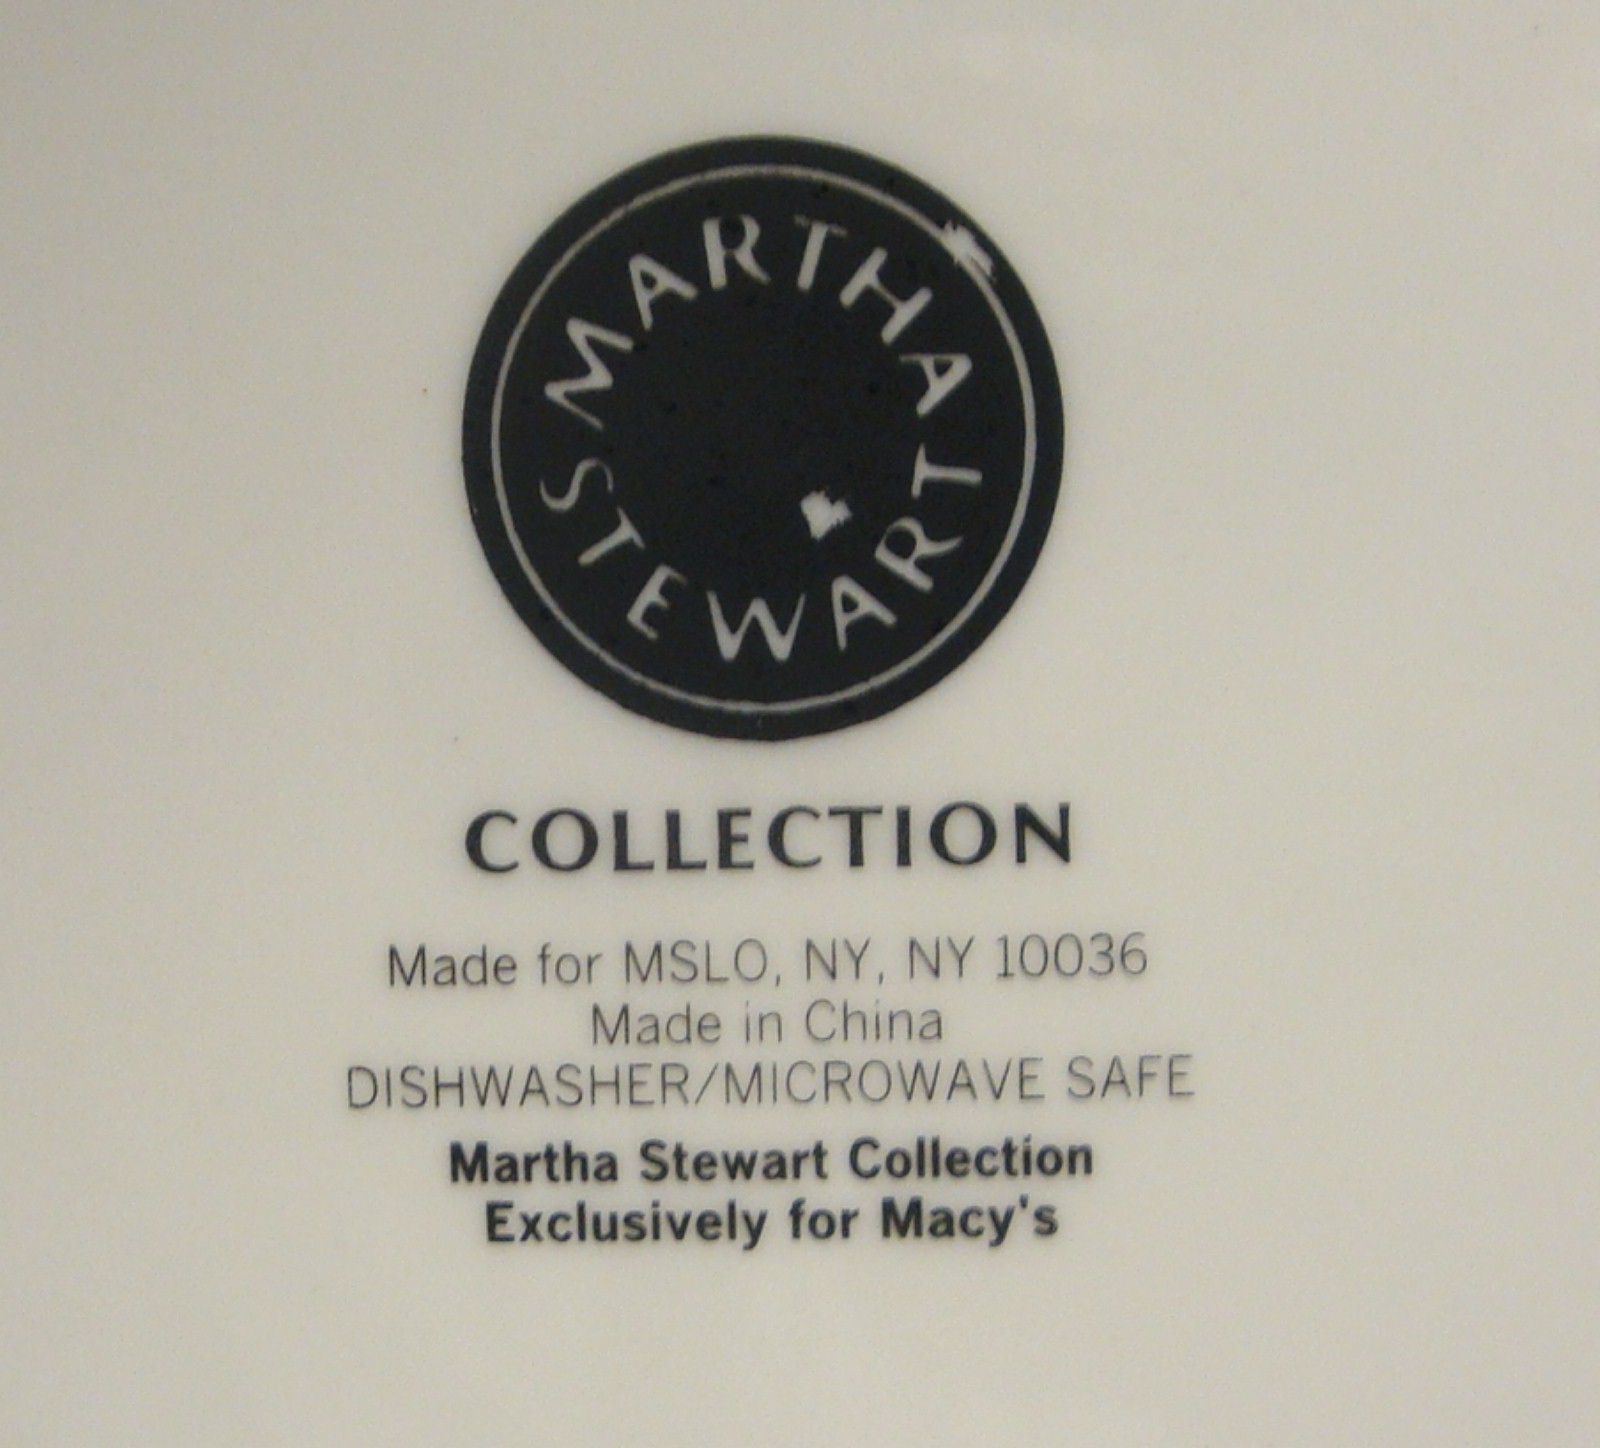 MARTHA
STEWART
COLLECTION
Made for MSLO, NY, NY 10036
Made in China
DISHWASHER/MICROWAVE SAFE
Martha Stewart Collection
Exclusively for Macy's